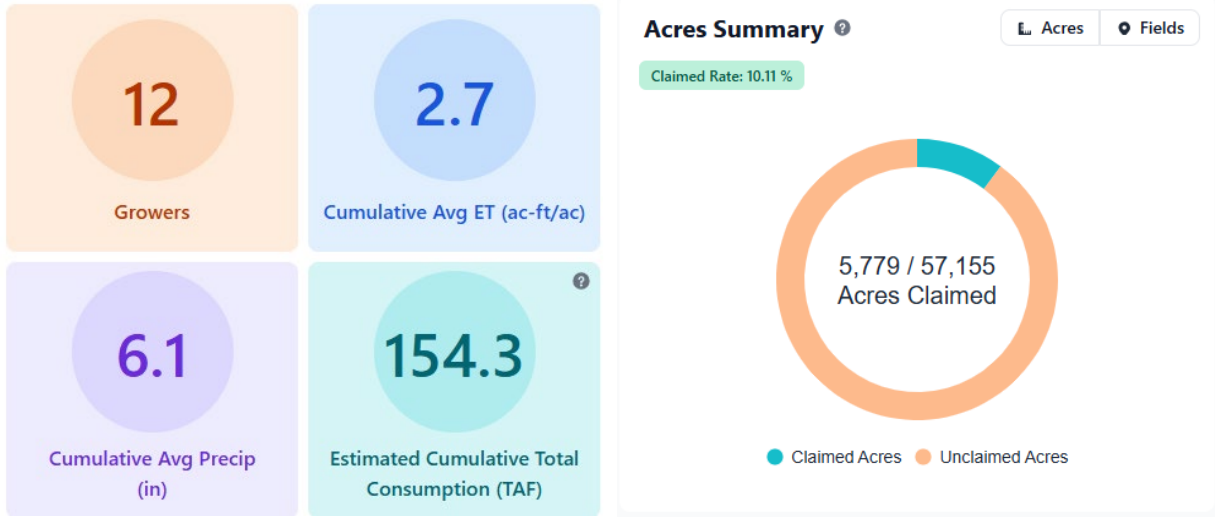 12
Growers
2.7
Cumulative Avg ET (ac-ft/ac)
6.1
Cumulative Avg Precip
(in)
?
154.3
Estimated Cumulative Total
Consumption (TAF)
Acres Summary ?
Acres
Fields
Claimed Rate: 10.11 %
5,779 / 57,155
Acres Claimed
Claimed Acres
Unclaimed Acres